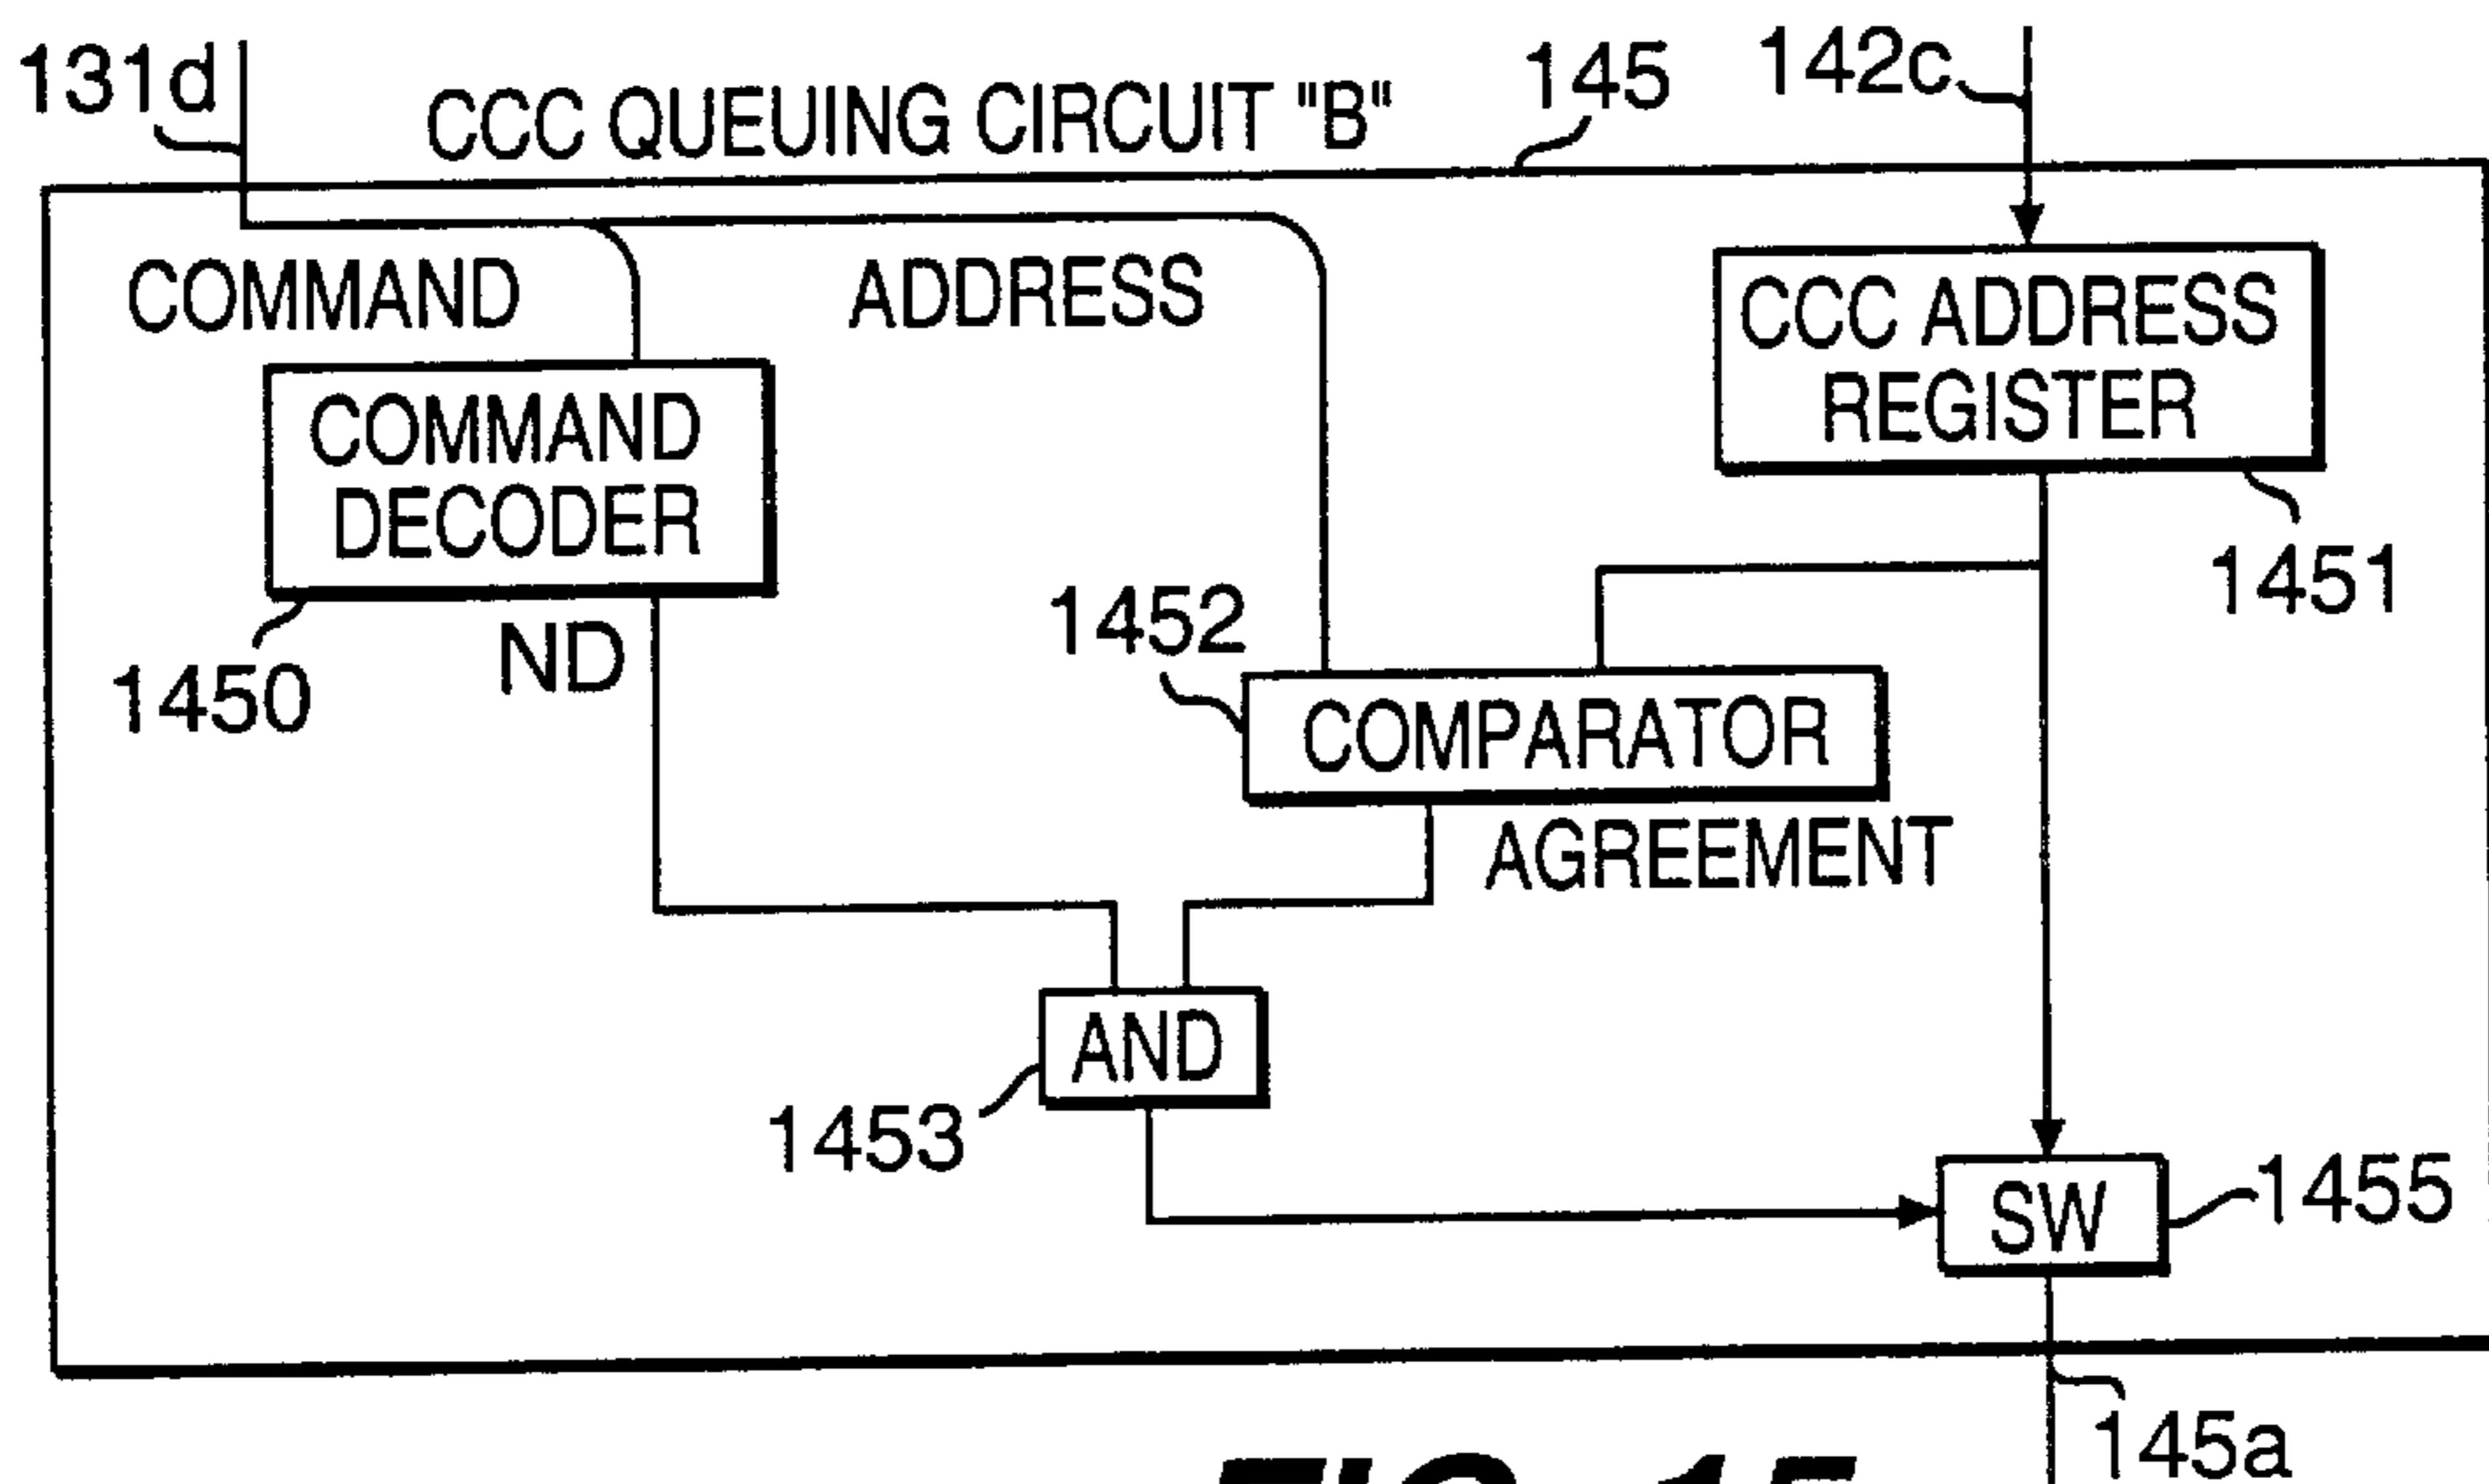 131d
CCC QUEUING CIRCUIT "B"
145
142c
COMMAND
ADDRESS
CCC ADDRESS
REGISTER
COMMAND
DECODER
1451
1450
ND
1452
COMPARATOR
AGREEMENT
AND
1453
SW
1455
145a